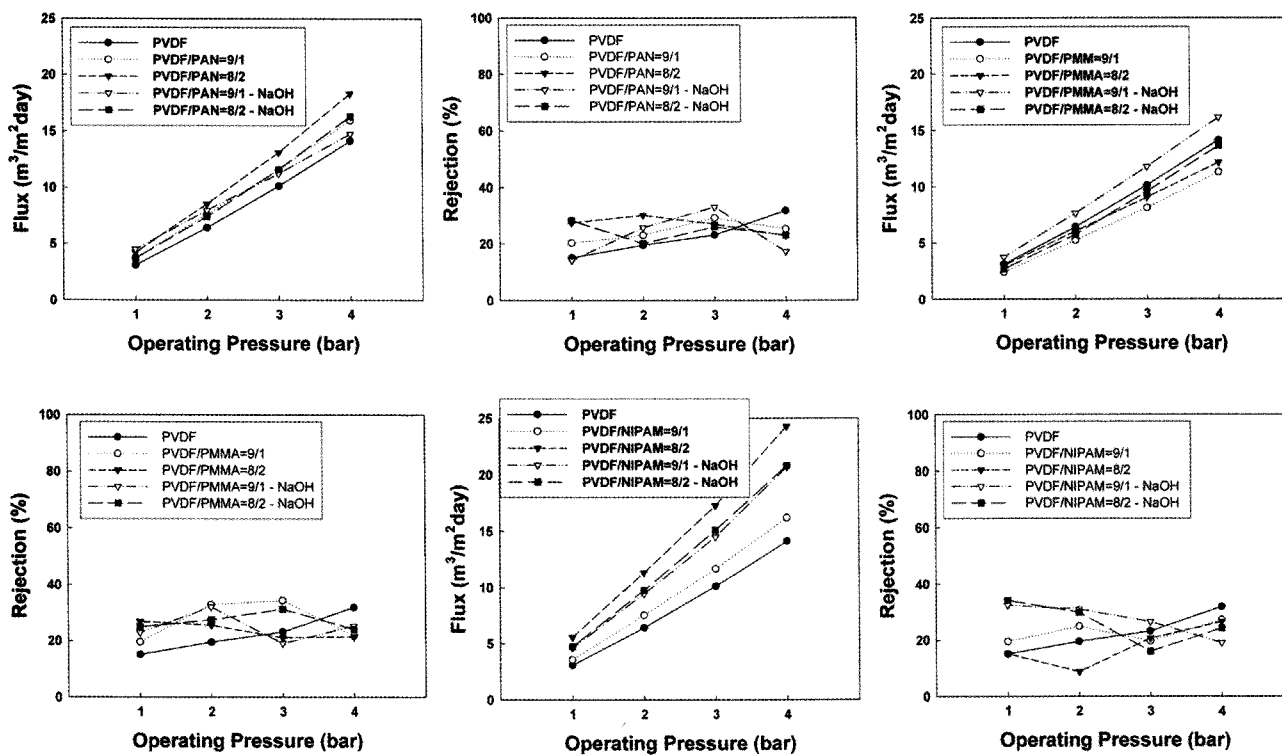 25
20
15
10
5
0
Flux (m³/m²day)
PVDF
PVDF/PAN=9/1
PVDF/PAN=8/2
PVDF/PAN=9/1 - NaOH
PVDF/PAN=8/2 - NaOH
1 2 3 4
Operating Pressure (bar)
100
80
60
40
20
0
Rejection (%)
PVDF
PVDF/PAN=9/1
PVDF/PAN=8/2
PVDF/PAN=9/1 - NaOH
PVDF/PAN=8/2 - NaOH
1 2 3 4
Operating Pressure (bar)
25
20
15
10
5
0
Flux (m³/m²day)
PVDF
PVDF/PMM=9/1
PVDF/PMMA=8/2
PVDF/PMMA=9/1 - NaOH
PVDF/PMMA=8/2 - NaOH
1 2 3 4
Operating Pressure (bar)
100
80
60
40
20
0
Rejection (%)
PVDF
PVDF/PMMA=9/1
PVDF/PMMA=8/2
PVDF/PMMA=9/1 - NaOH
PVDF/PMMA=8/2 - NaOH
1 2 3 4
Operating Pressure (bar)
25
20
15
10
5
0
Flux (m³/m²day)
PVDF
PVDF/NIPAM=9/1
PVDF/NIPAM=8/2
PVDF/NIPAM=9/1 - NaOH
PVDF/NIPAM=8/2 - NaOH
1 2 3 4
Operating Pressure (bar)
100
80
60
40
20
0
Rejection (%)
PVDF
PVDF/NIPAM=9/1
PVDF/NIPAM=8/2
PVDF/NIPAM=9/1 - NaOH
PVDF/NIPAM=8/2 - NaOH
1 2 3 4
Operating Pressure (bar)